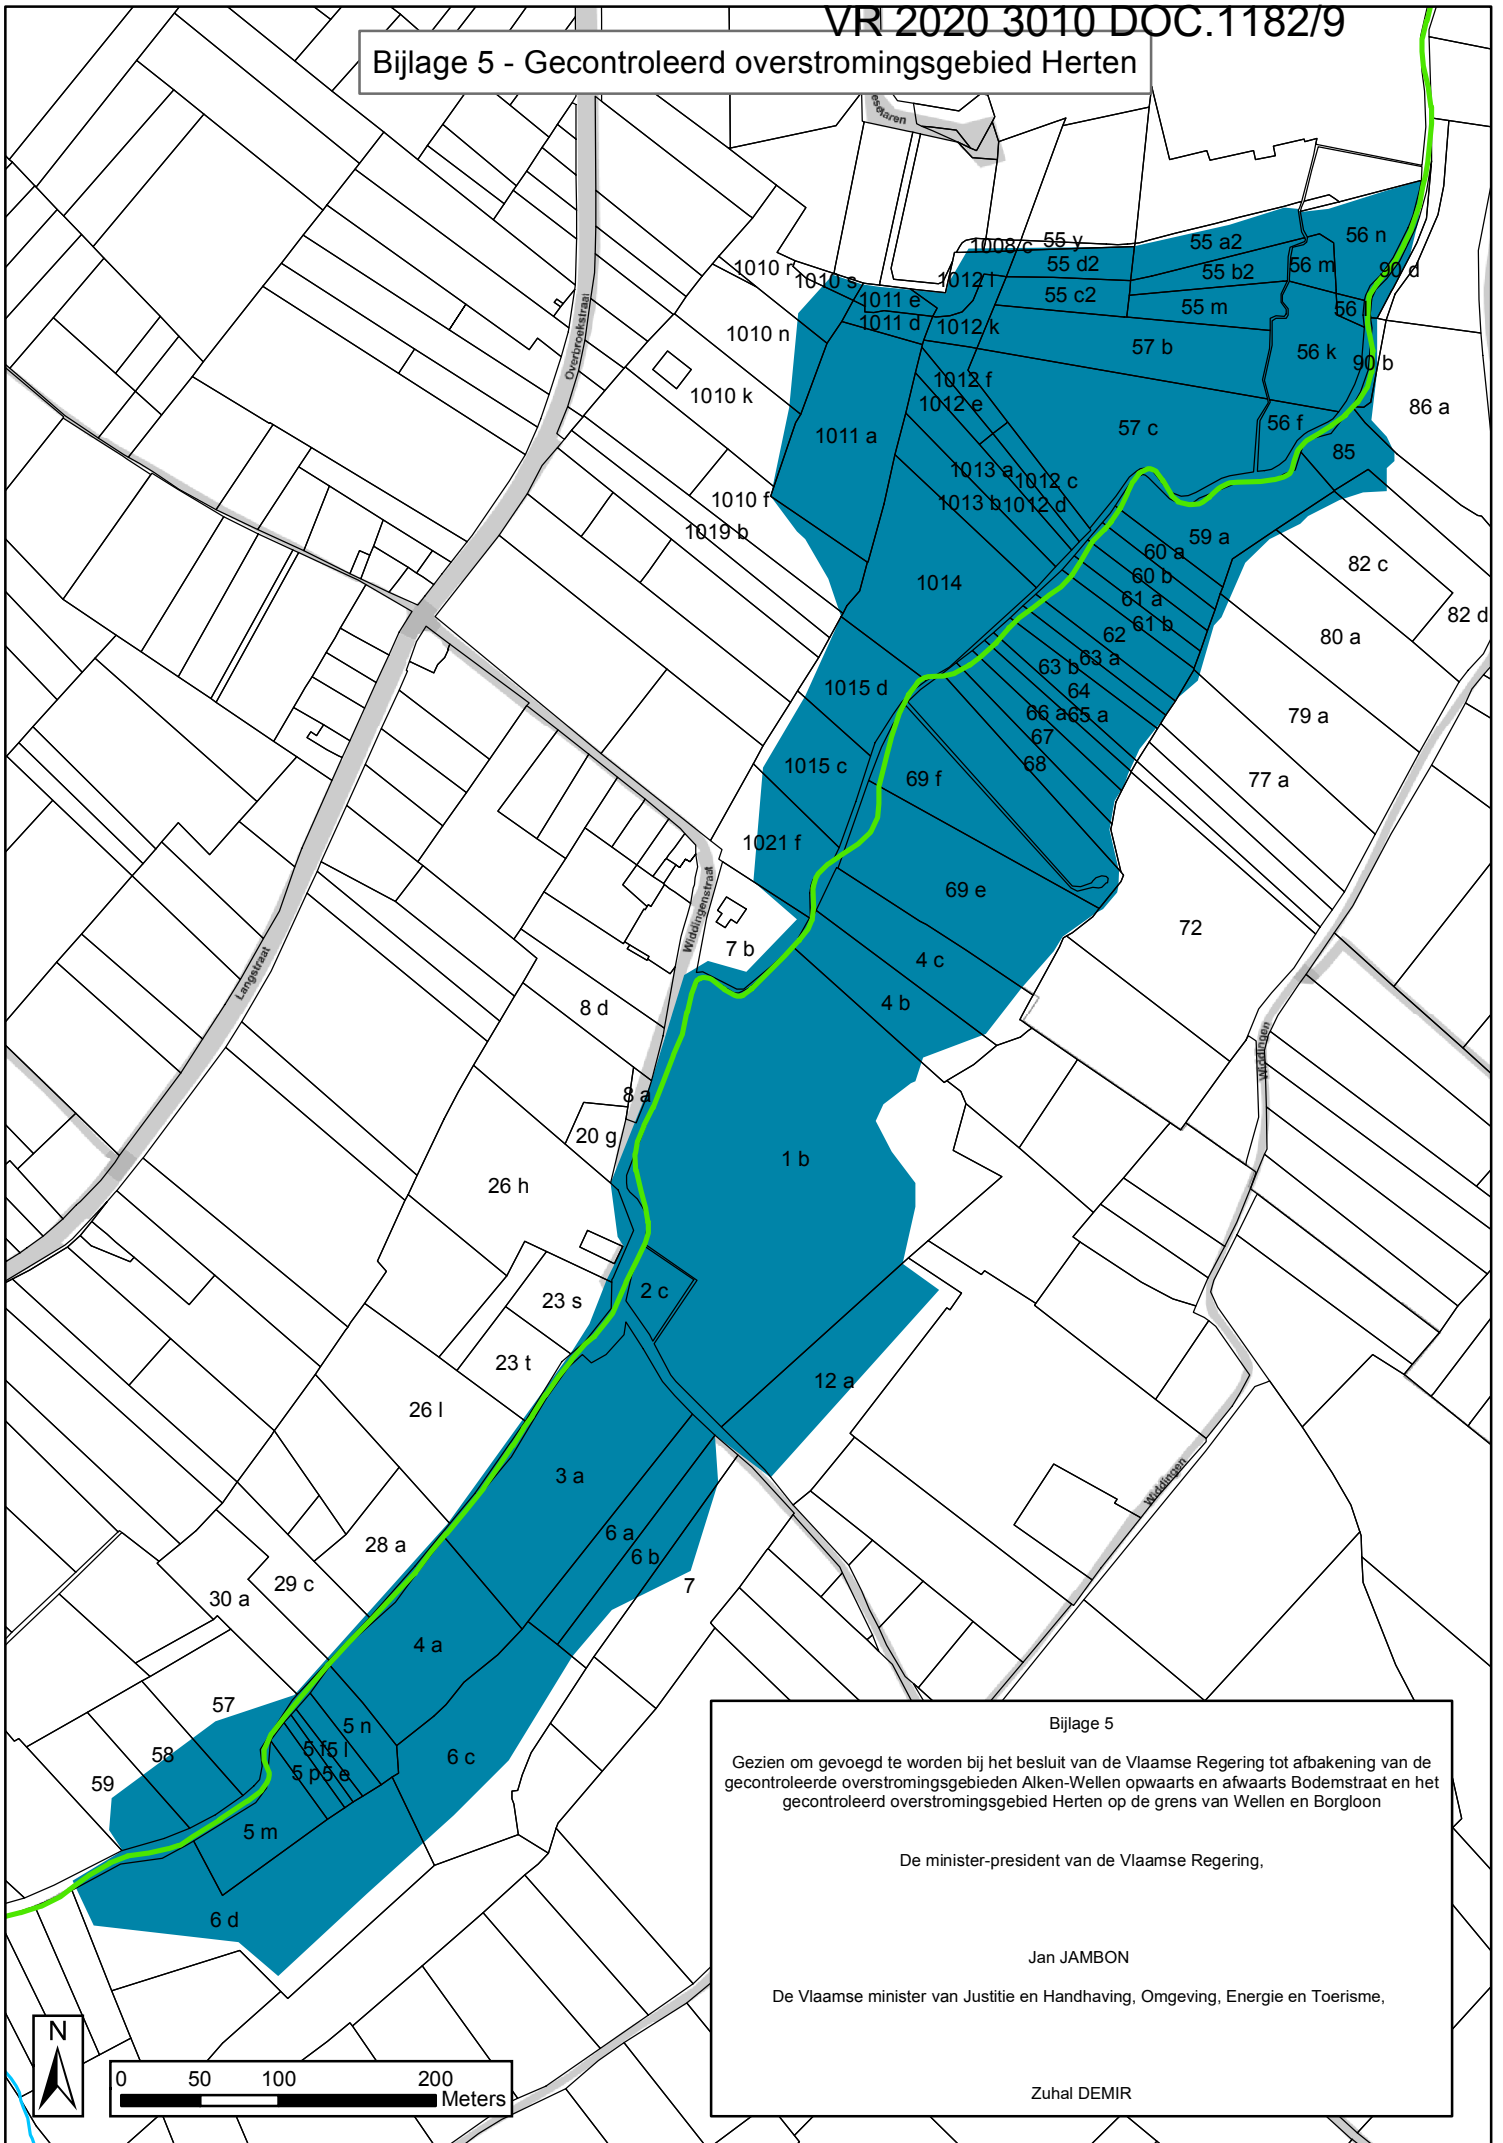 VR 2020 3010 DOC.1182/9
Bijlage 5 - Gecontroleerd overstromingsgebied Herten
Overbroekstraat
Langstraat
Widdingenstraat
Widdingen
Widdingen
1008 c
55 y
55 a2
56 n
55 d2
1010 r
1010 s
1012 l
55 b2
56 m
90 d
1011 e
55 c2
55 m
1011 d
1012 k
1010 n
57 b
56 k
90 b
1012 f
1010 k
1012 e
86 a
1011 a
57 c
56 f
85
1013 a
1012 c
1010 f
1013 b
1012 d
1019 b
59 a
60 a
82 c
60 b
1014
61 a
82 d
61 b
62
80 a
63 a
63 b
1015 d
64
66 a
65 a
79 a
67
1015 c
68
69 f
77 a
1021 f
69 e
72
7 b
4 c
8 d
4 b
8 a
20 g
1 b
26 h
2 c
23 s
23 t
12 a
26 l
3 a
6 a
28 a
6 b
29 c
7
30 a
4 a
57
5 n
58
5 f
5 l
6 c
5 p
5 e
59
5 m
6 d
Bijlage 5
Gezien om gevoegd te worden bij het besluit van de Vlaamse Regering tot afbakening van de
gecontroleerde overstromingsgebieden Alken-Wellen opwaarts en afwaarts Bodemstraat en het
gecontroleerd overstromingsgebied Herten op de grens van Wellen en Borgloon
De minister-president van de Vlaamse Regering,
Jan JAMBON
De Vlaamse minister van Justitie en Handhaving, Omgeving, Energie en Toerisme,
Zuhal DEMIR
N
0 50 100 200
Meters